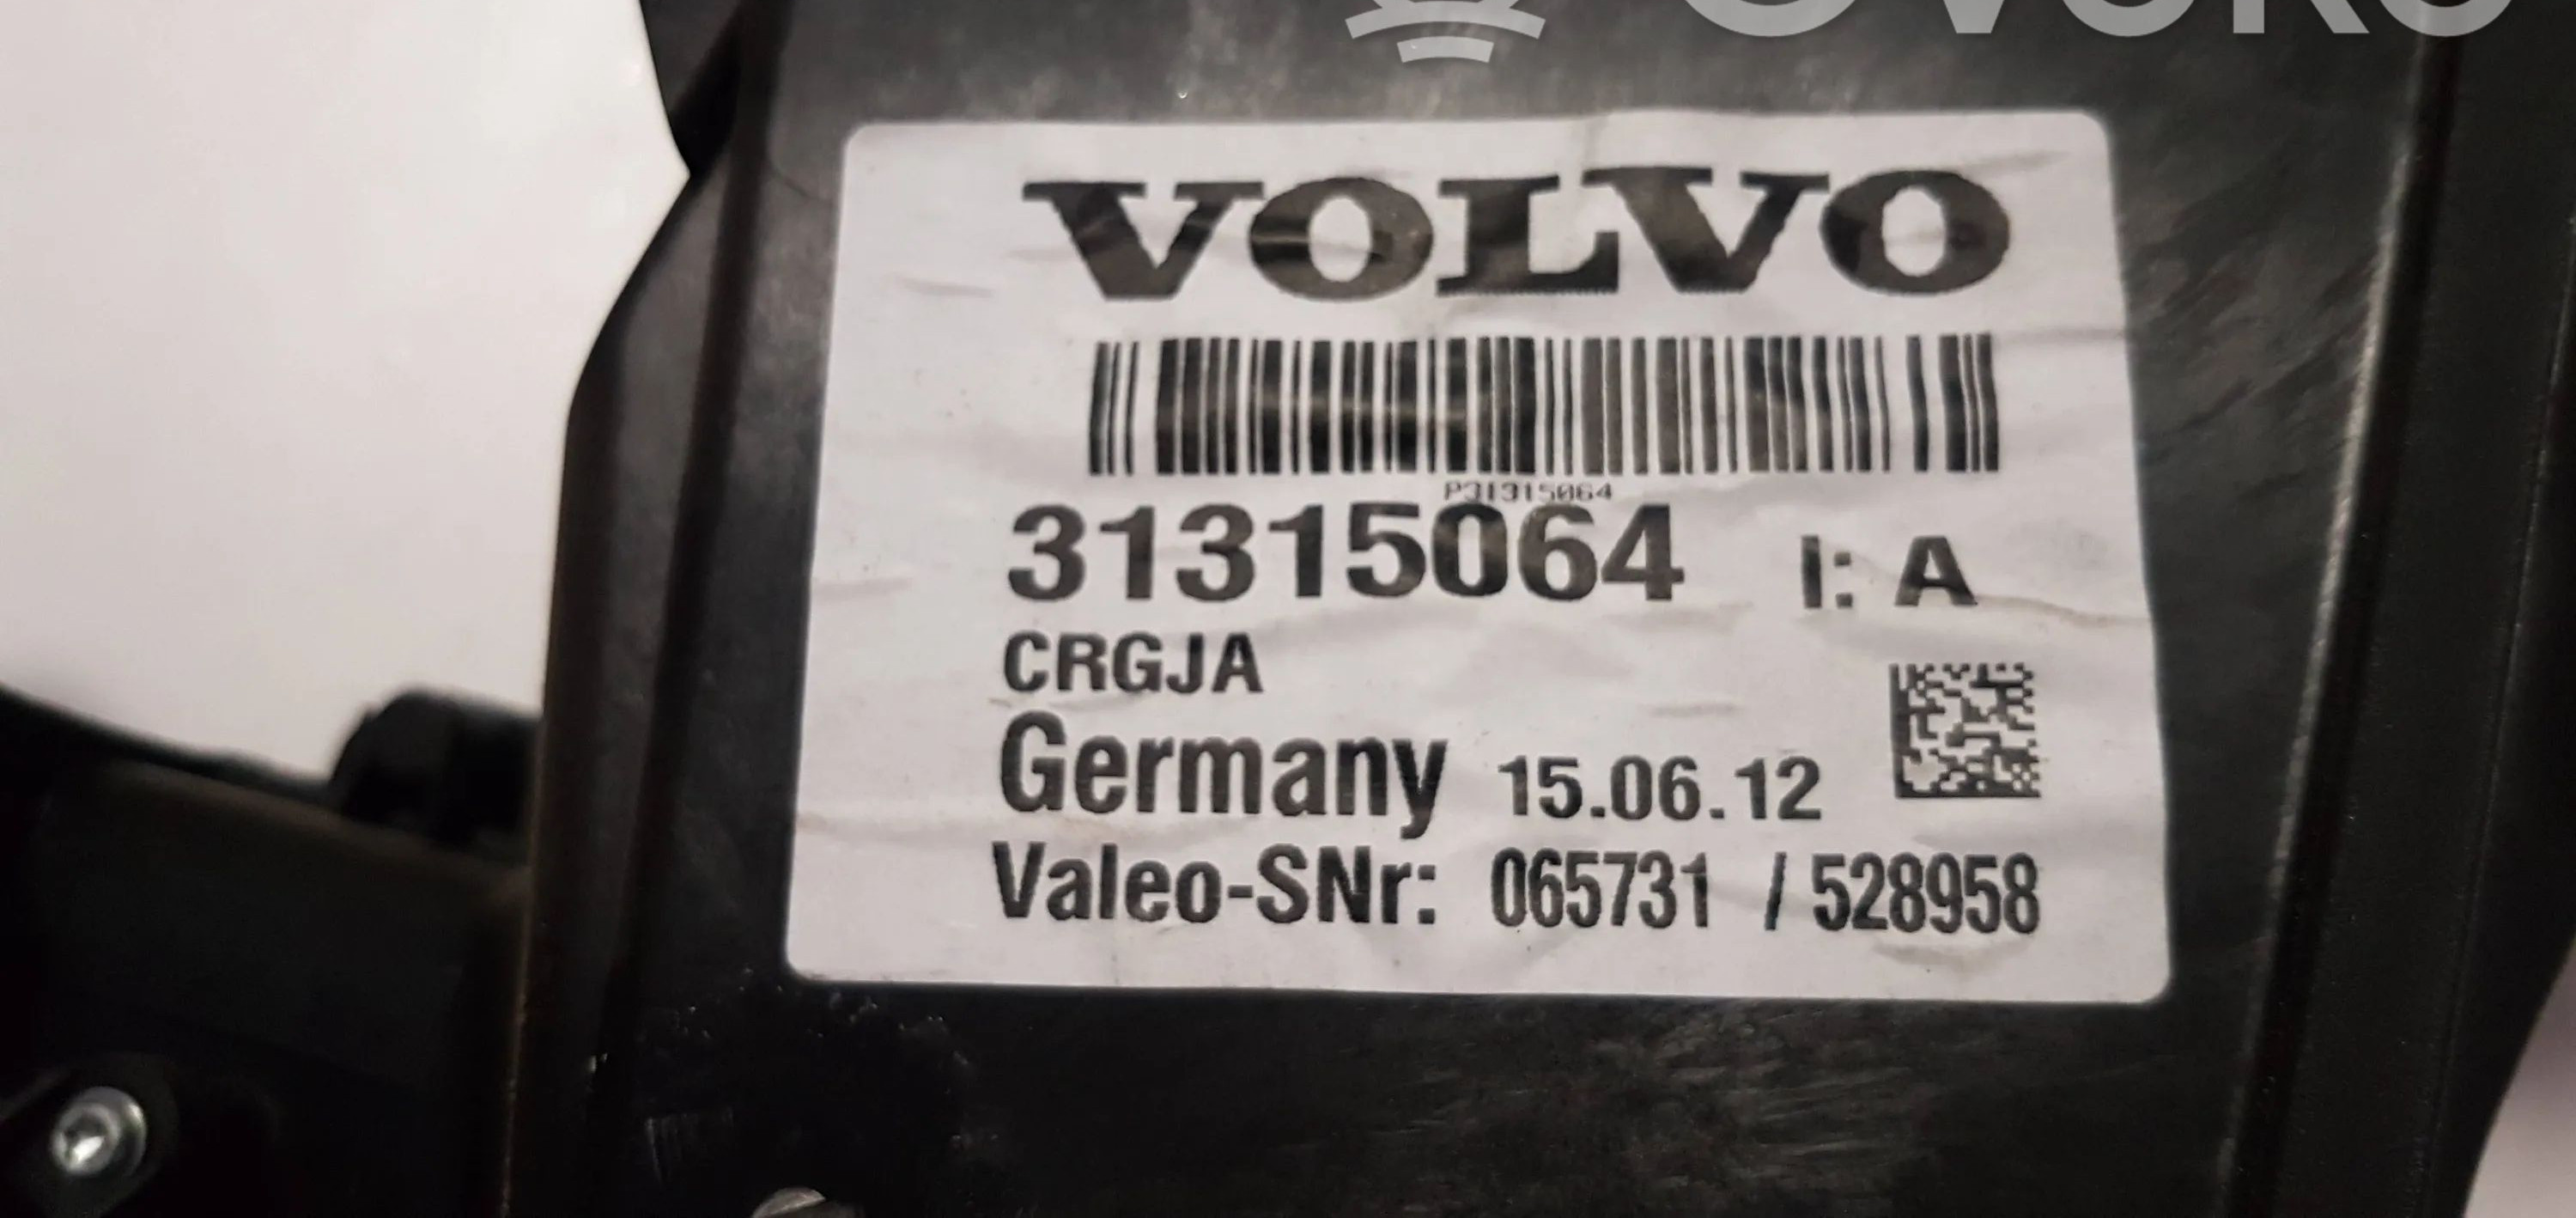 VOLVO
P31315064
31315064 I: A
CRGJA
Germany 15.06.12
Valeo-SNr: 065731 / 528958